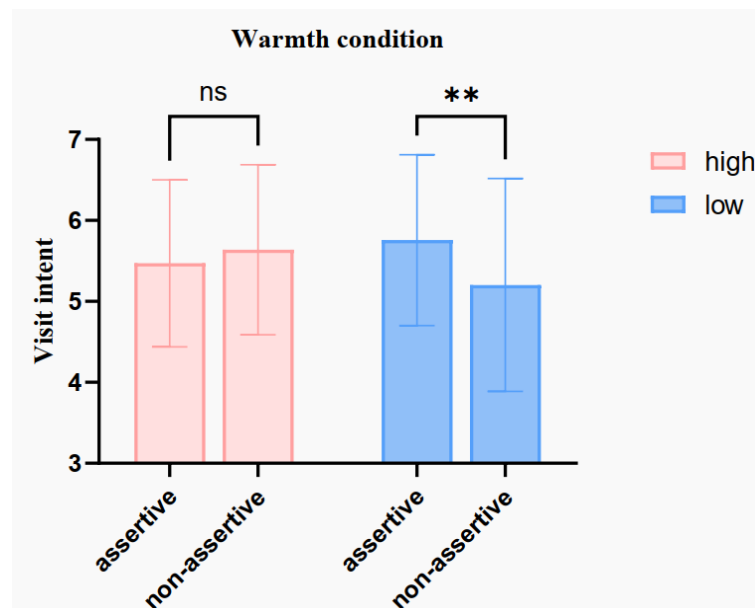 Warmth condition
ns
**
high
low
Visit intent
7
6
5
4
3
assertive
non-assertive
assertive
non-assertive